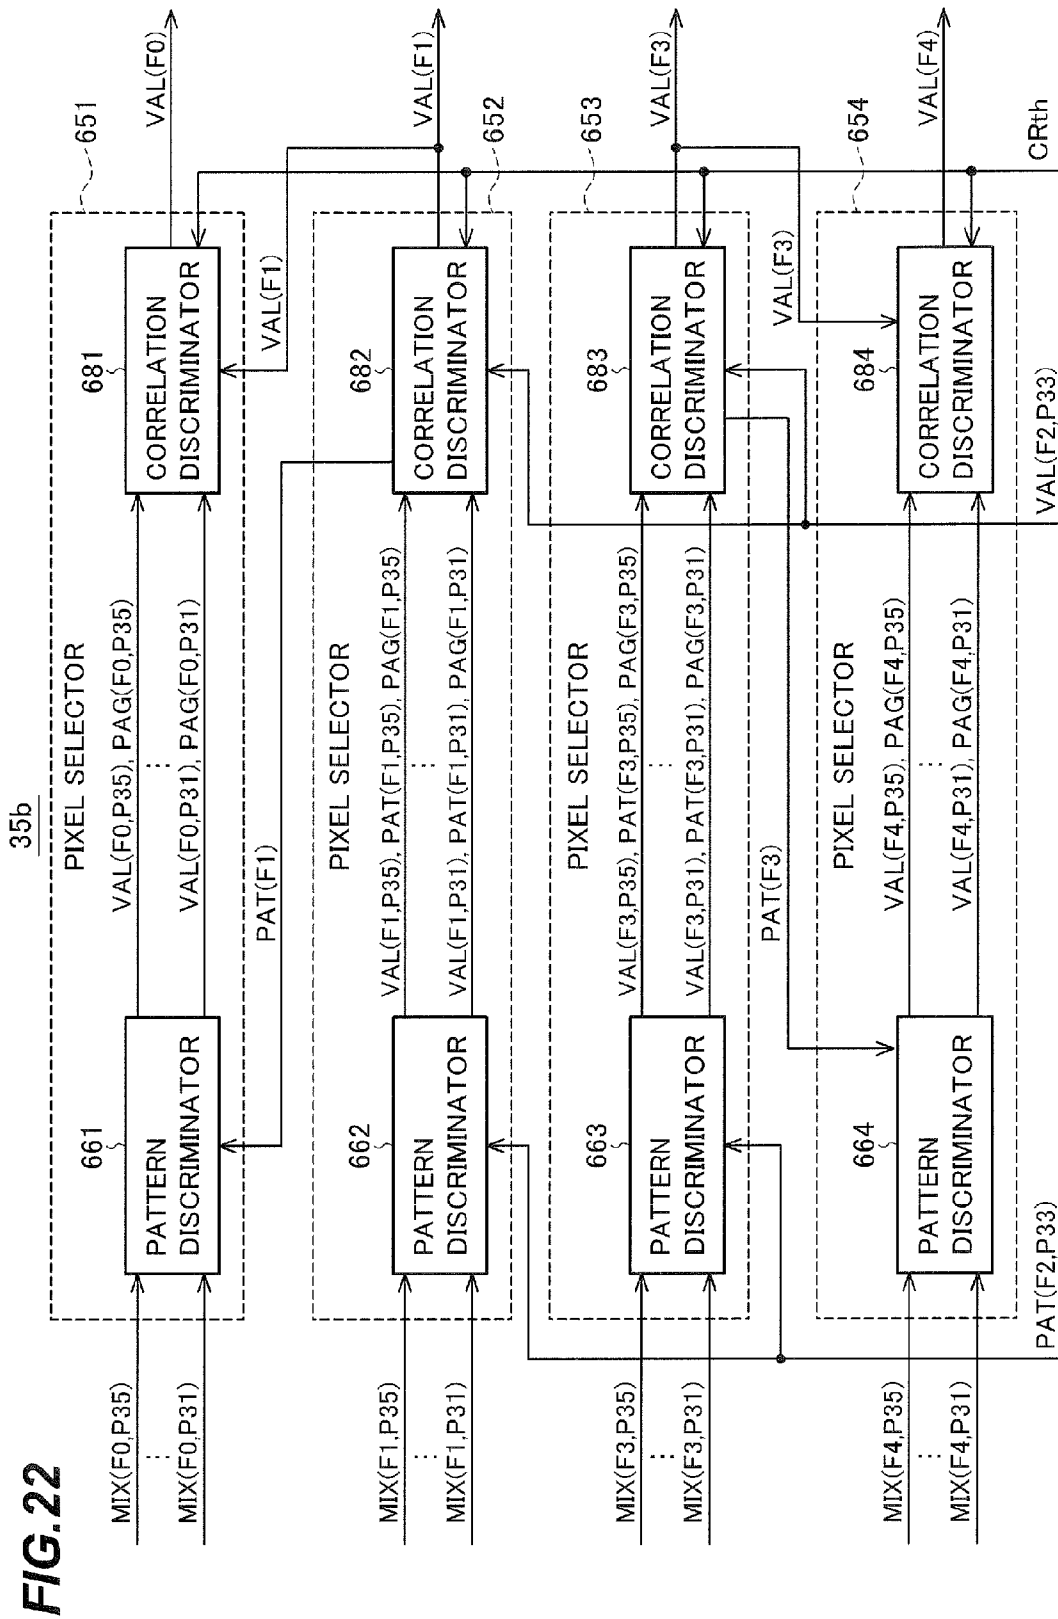 FIG.22
35b
651
PIXEL SELECTOR
MIX(F0,P35)
...
MIX(F0,P31)
661
PATTERN
DISCRIMINATOR
VAL(F0,P35), PAG(F0,P35)
...
VAL(F0,P31), PAG(F0,P31)
681
CORRELATION
DISCRIMINATOR
VAL(F0)
PAT(F1)
VAL(F1)
652
PIXEL SELECTOR
MIX(F1,P35)
...
MIX(F1,P31)
662
PATTERN
DISCRIMINATOR
VAL(F1,P35), PAT(F1,P35), PAG(F1,P35)
...
VAL(F1,P31), PAT(F1,P31), PAG(F1,P31)
682
CORRELATION
DISCRIMINATOR
VAL(F1)
653
PIXEL SELECTOR
MIX(F3,P35)
...
MIX(F3,P31)
663
PATTERN
DISCRIMINATOR
VAL(F3,P35), PAT(F3,P35), PAG(F3,P35)
...
VAL(F3,P31), PAT(F3,P31), PAG(F3,P31)
683
CORRELATION
DISCRIMINATOR
VAL(F3)
PAT(F3)
VAL(F3)
654
PIXEL SELECTOR
MIX(F4,P35)
...
MIX(F4,P31)
664
PATTERN
DISCRIMINATOR
VAL(F4,P35), PAG(F4,P35)
...
VAL(F4,P31), PAG(F4,P31)
684
CORRELATION
DISCRIMINATOR
VAL(F4)
PAT(F2,P33)
VAL(F2,P33)
CRth